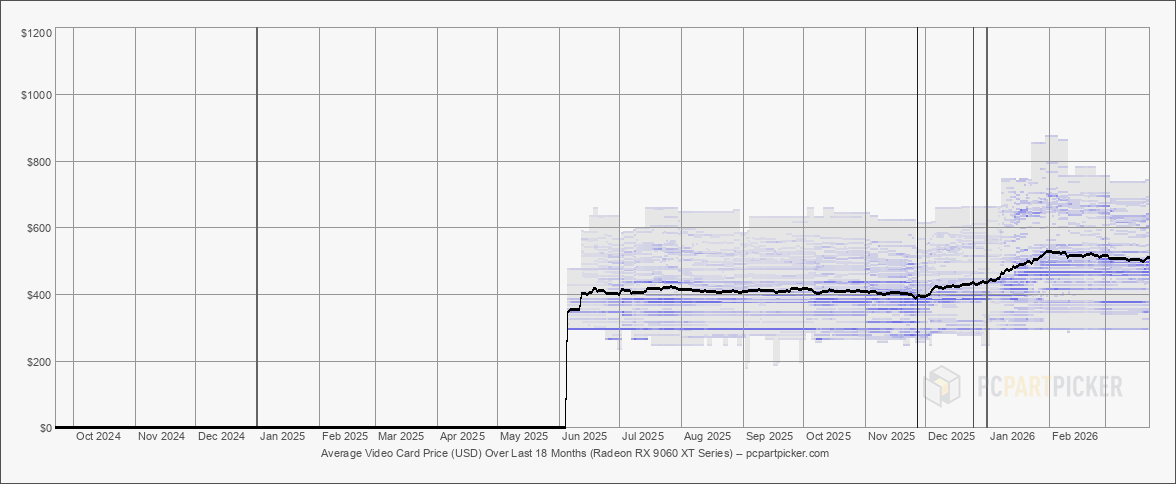 $1200
$1000
$800
$600
$400
$200
$0
Oct 2024 Nov 2024 Dec 2024 Jan 2025 Feb 2025 Mar 2025 Apr 2025 May 2025 Jun 2025 Jul 2025 Aug 2025 Sep 2025 Oct 2025 Nov 2025 Dec 2025 Jan 2026 Feb 2026
Average Video Card Price (USD) Over Last 18 Months (Radeon RX 9060 XT Series) -- pcpartpicker.com
PCPARTPICKER